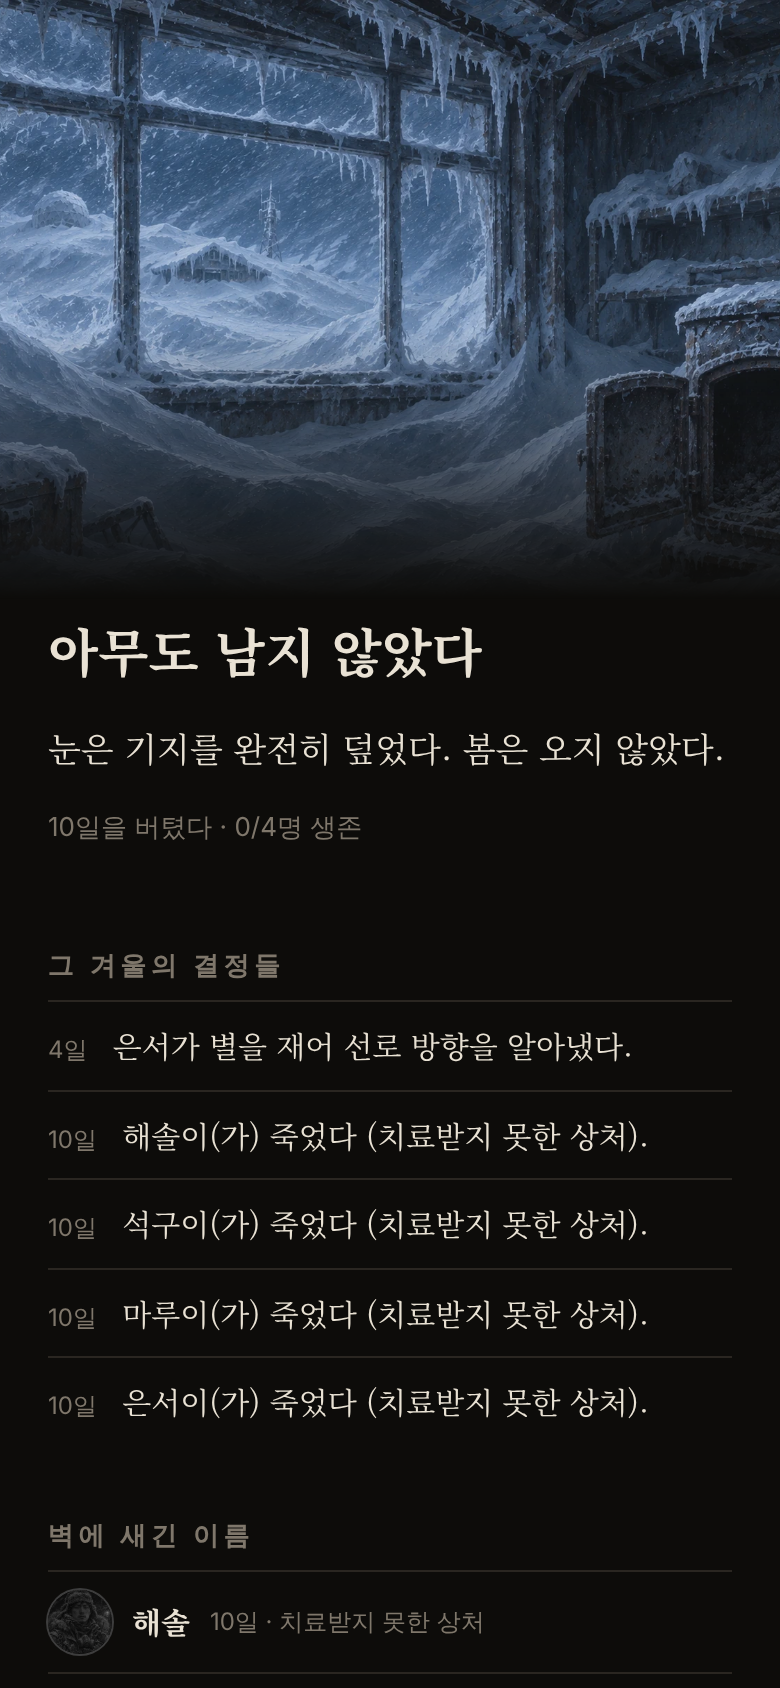 아무도 남지 않았다
눈은 기지를 완전히 덮었다. 봄은 오지 않았다.
10일을 버텼다 · 0/4명 생존
그 겨울의 결정들
4일 은서가 별을 재어 선로 방향을 알아냈다.
10일 해솔이(가) 죽었다 (치료받지 못한 상처).
10일 석구이(가) 죽었다 (치료받지 못한 상처).
10일 마루이(가) 죽었다 (치료받지 못한 상처).
10일 은서이(가) 죽었다 (치료받지 못한 상처).
벽에 새긴 이름
해솔 10일 · 치료받지 못한 상처